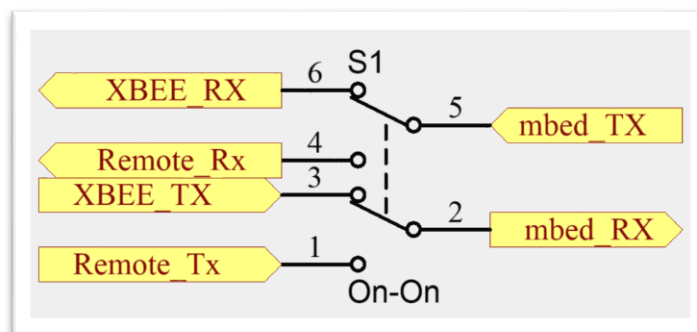 S1
XBEE_RX 6
5 mbed_TX
Remote_Rx 4
XBEE_TX 3
2 mbed_RX
Remote_Tx 1
On-On